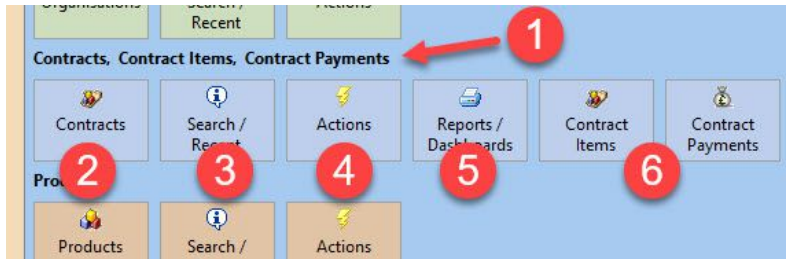 Search /
Actions
Recent
1
Contracts, Contract Items, Contract Payments
Contracts
Search /
Actions
Reports /
Contract
Contract
Items
Payments
2
3
4
5
6
Products
Search /
Actions